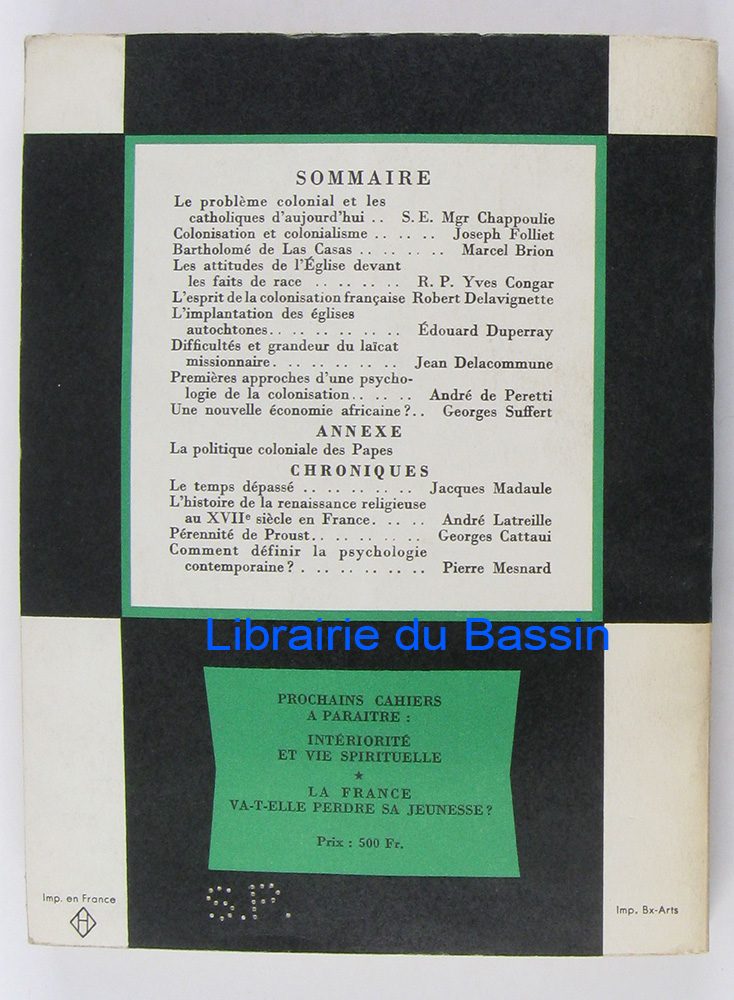 SOMMAIRE
Le problème colonial et les
catholiques d'aujourd'hui .. S. E. Mgr Chappoulie
Colonisation et colonialisme .. .. .. Joseph Folliet
Bartholomé de Las Casas .. .. .. .. Marcel Brion
Les attitudes de l'Église devant
les faits de race .. .. .. .. R. P. Yves Congar
L'esprit de la colonisation française Robert Delavignette
L'implantation des églises
autochtones.. .. .. .. .. .. Édouard Duperray
Difficultés et grandeur du laïcat
missionnaire. .. .. .. .. .. Jean Delacommune
Premières approches d'une psycho-
logie de la colonisation.. .. .. André de Peretti
Une nouvelle économie africaine ?.. Georges Suffert
ANNEXE
La politique coloniale des Papes
CHRONIQUES
Le temps dépassé .. .. .. .. .. Jacques Madaule
L'histoire de la renaissance religieuse
au XVIIe siècle en France. .. .. André Latreille
Pérennité de Proust.. .. .. .. .. Georges Cattaui
Comment définir la psychologie
contemporaine ? . .. .. .. .. .. Pierre Mesnard
Librairie du Bassin
PROCHAINS CAHIERS
A PARAITRE :
INTÉRIORITÉ
ET VIE SPIRITUELLE
★
LA FRANCE
VA-T-ELLE PERDRE SA JEUNESSE ?
Prix : 500 Fr.
S.P.
Imp. en France
H
Imp. Bx-Arts